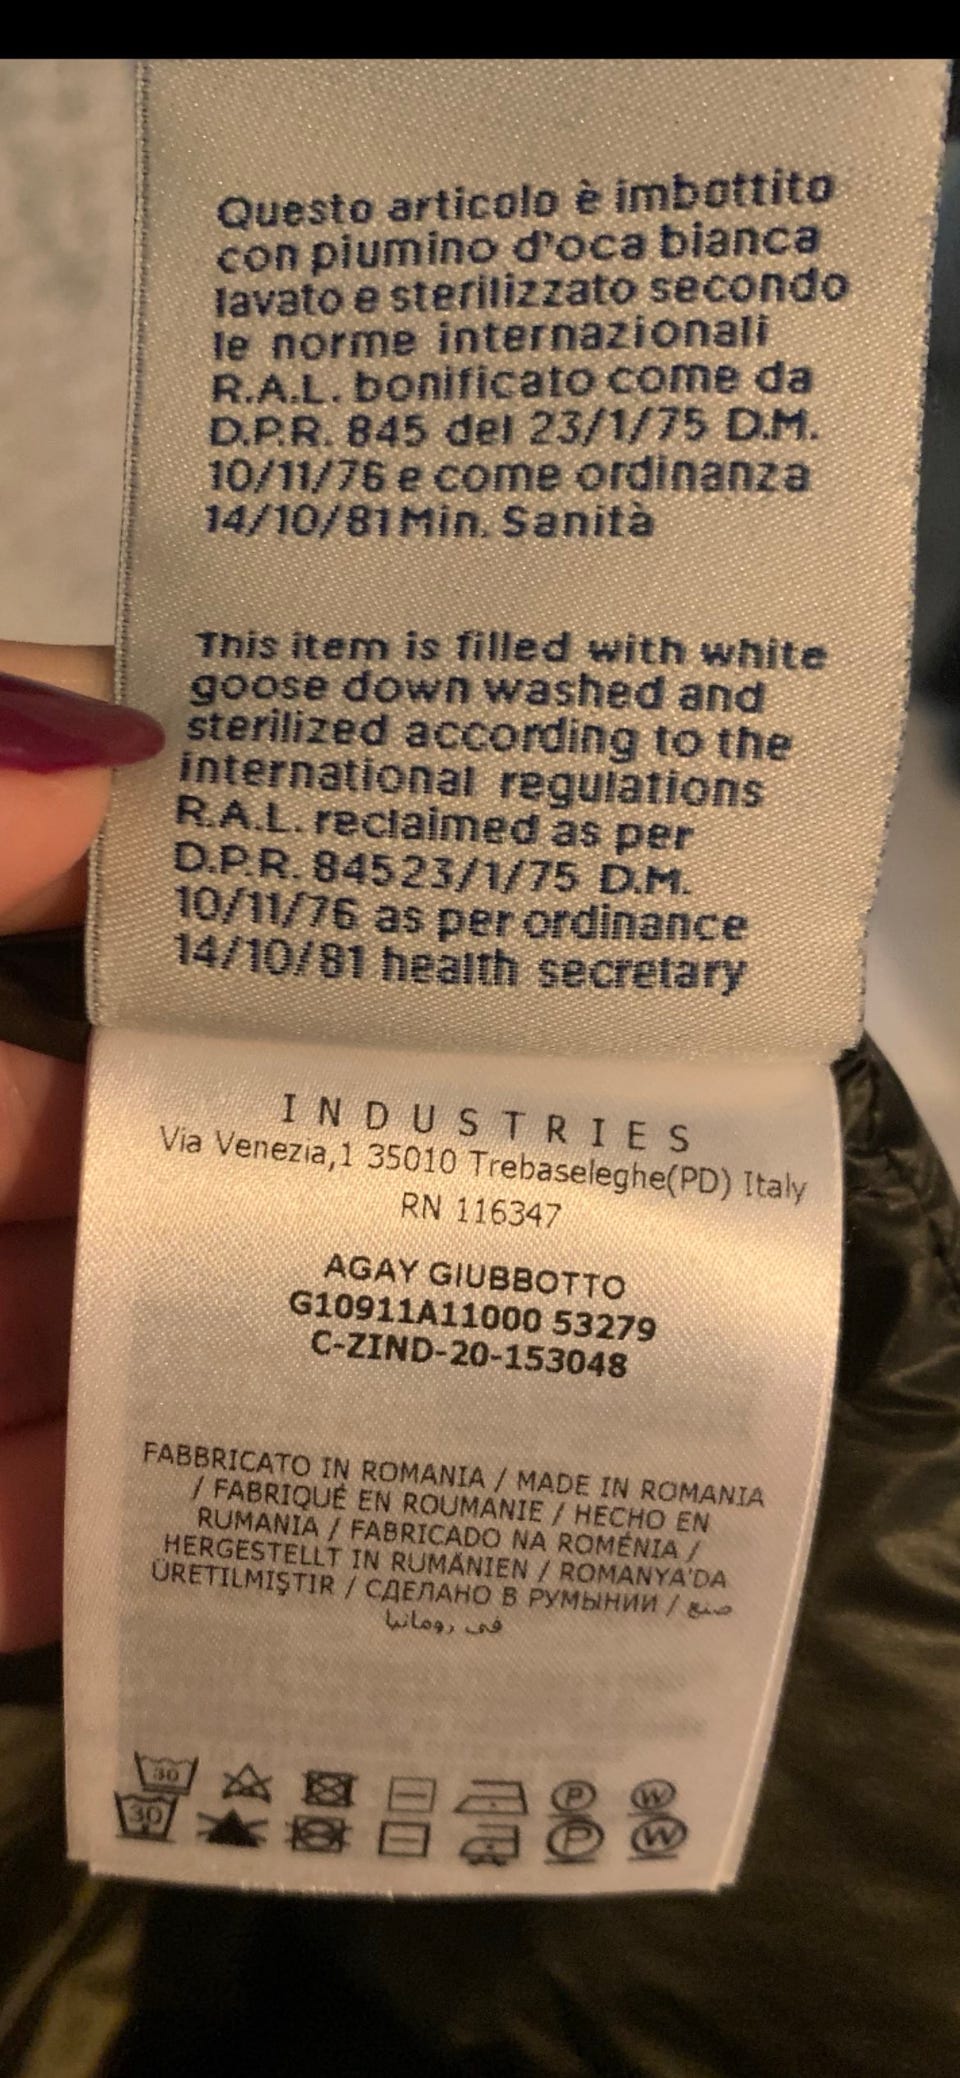 Questo articolo è imbottito
con piumino d'oca bianca
lavato e sterilizzato secondo
le norme internazionali
R.A.L. bonificato come da
D.P.R. 845 del 23/1/75 D.M.
10/11/76 e come ordinanza
14/10/81 Min. Sanità
This item is filled with white
goose down washed and
sterilized according to the
international regulations
R.A.L. reclaimed as per
D.P.R. 84523/1/75 D.M.
10/11/76 as per ordinance
14/10/81 health secretary
INDUSTRIES
Via Venezia,1 35010 Trebaseleghe(PD) Italy
RN 116347
AGAY GIUBBOTTO
G10911A11000 53279
C-ZIND-20-153048
FABBRICATO IN ROMANIA / MADE IN ROMANIA
/ FABRIQUÉ EN ROUMANIE / HECHO EN
RUMANIA / FABRICADO NA ROMÉNIA /
HERGESTELLT IN RUMÄNIEN / ROMANYA'DA
ÜRETILMIŞTIR / СДЕЛАНО В РУМЫНИИ / صنع
في رومانيا
30 P W
30 P W